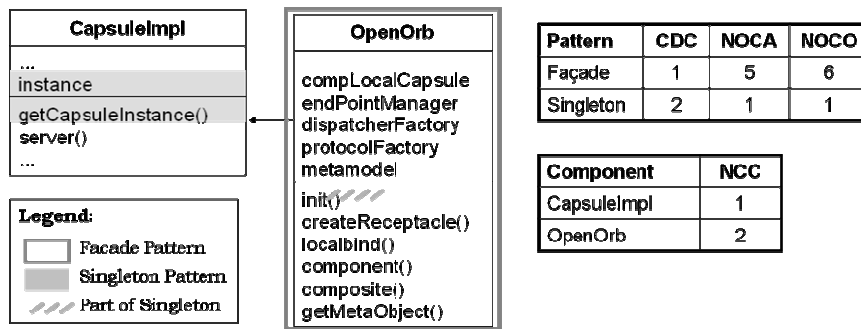 CapsuleImpl
...
instance
getCapsuleInstance()
server()
...
OpenOrb
compLocalCapsule
endPointManager
dispatcherFactory
protocolFactory
metamodel
init()
createReceptacle()
localbind()
component()
composite()
getMetaObject()
Legend:
Facade Pattern
Singleton Pattern
Part of Singleton
Pattern CDC NOCA NOCO
Façade 1 5 6
Singleton 2 1 1
Component NCC
CapsuleImpl 1
OpenOrb 2